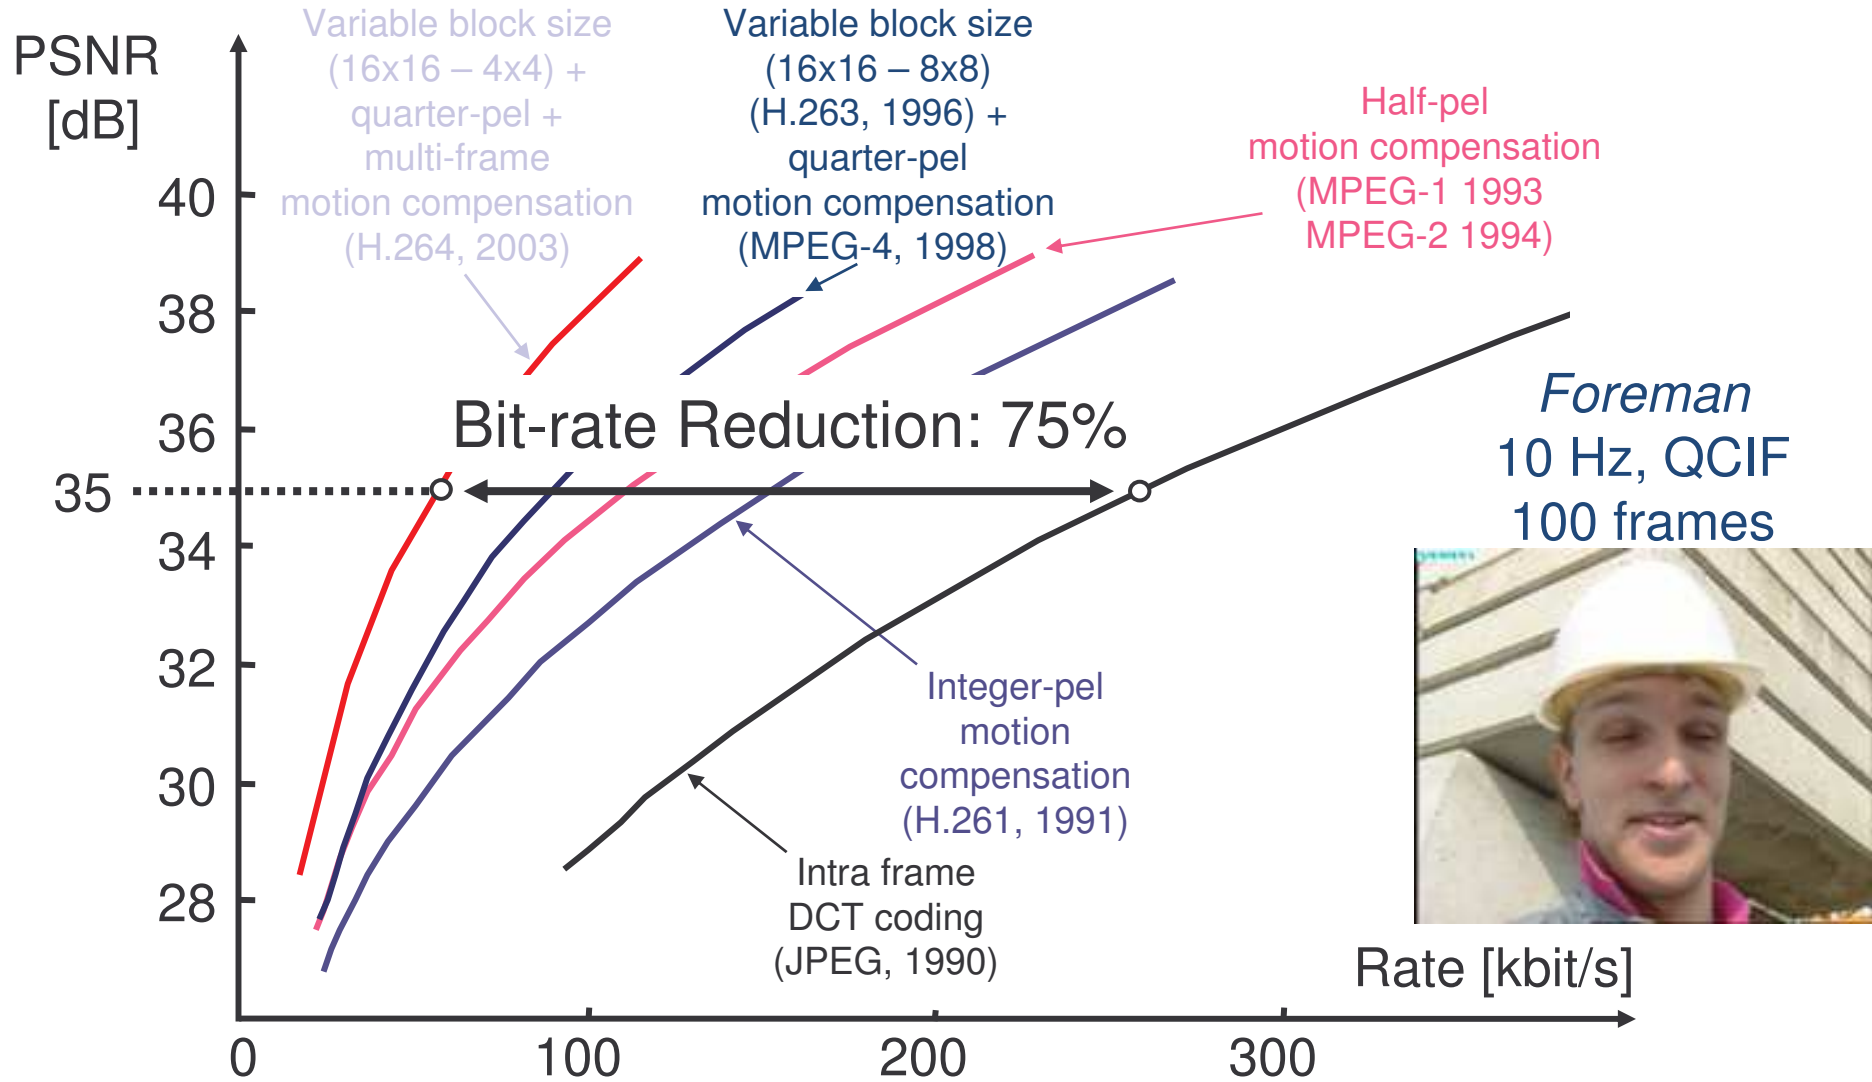 PSNR
[dB]
Variable block size
(16x16 – 4x4) +
quarter-pel +
multi-frame
motion compensation
(H.264, 2003)
Variable block size
(16x16 – 8x8)
(H.263, 1996) +
quarter-pel
motion compensation
(MPEG-4, 1998)
Half-pel
motion compensation
(MPEG-1 1993
MPEG-2 1994)
40
38
36
35
34
32
30
28
Bit-rate Reduction: 75%
Foreman
10 Hz, QCIF
100 frames
Integer-pel
motion
compensation
(H.261, 1991)
Intra frame
DCT coding
(JPEG, 1990)
Rate [kbit/s]
0
100
200
300